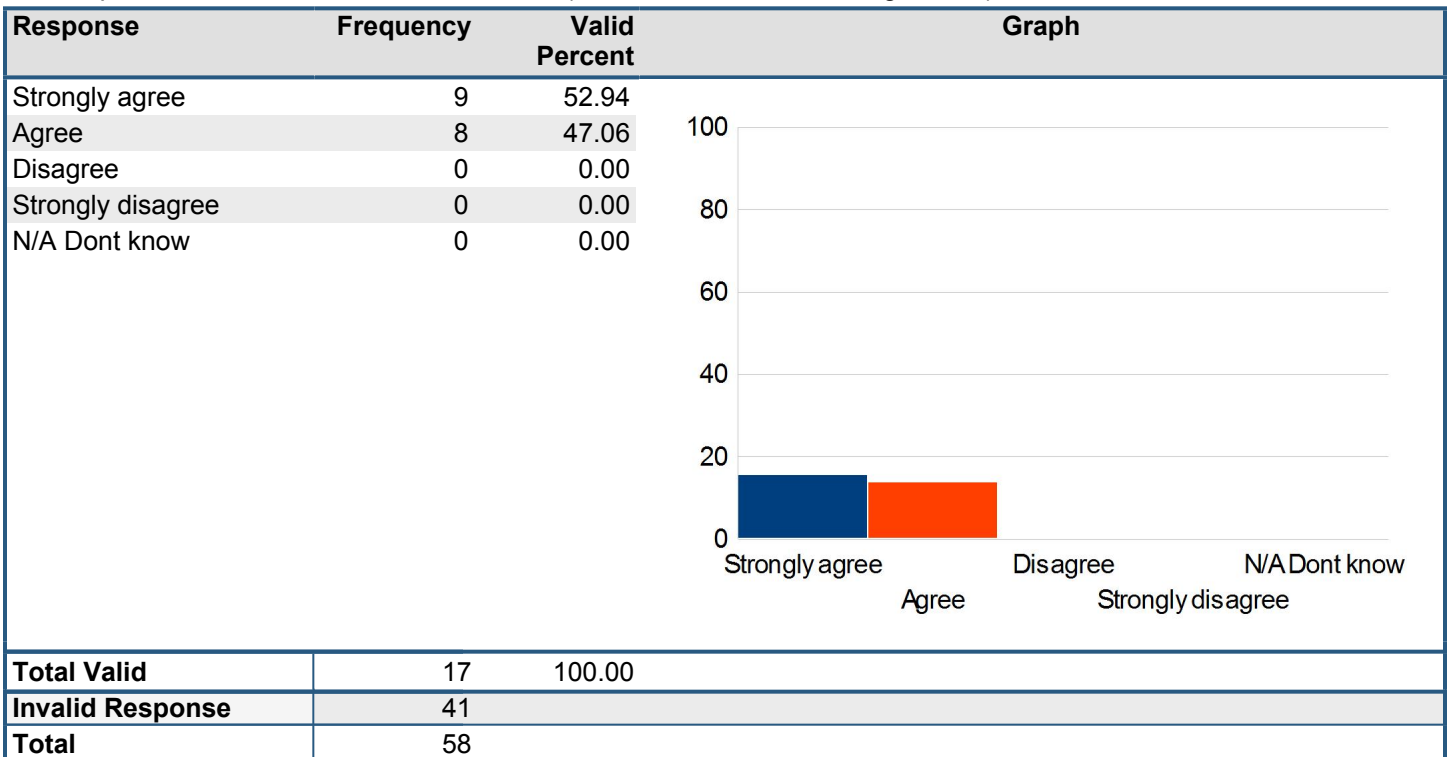 Response Frequency Valid Percent Graph
Strongly agree 9 52.94
Agree 8 47.06
Disagree 0 0.00
Strongly disagree 0 0.00
N/A Dont know 0 0.00
100
80
60
40
20
0
Strongly agree Disagree N/A Dont know
Agree Strongly disagree
Total Valid 17 100.00
Invalid Response 41
Total 58